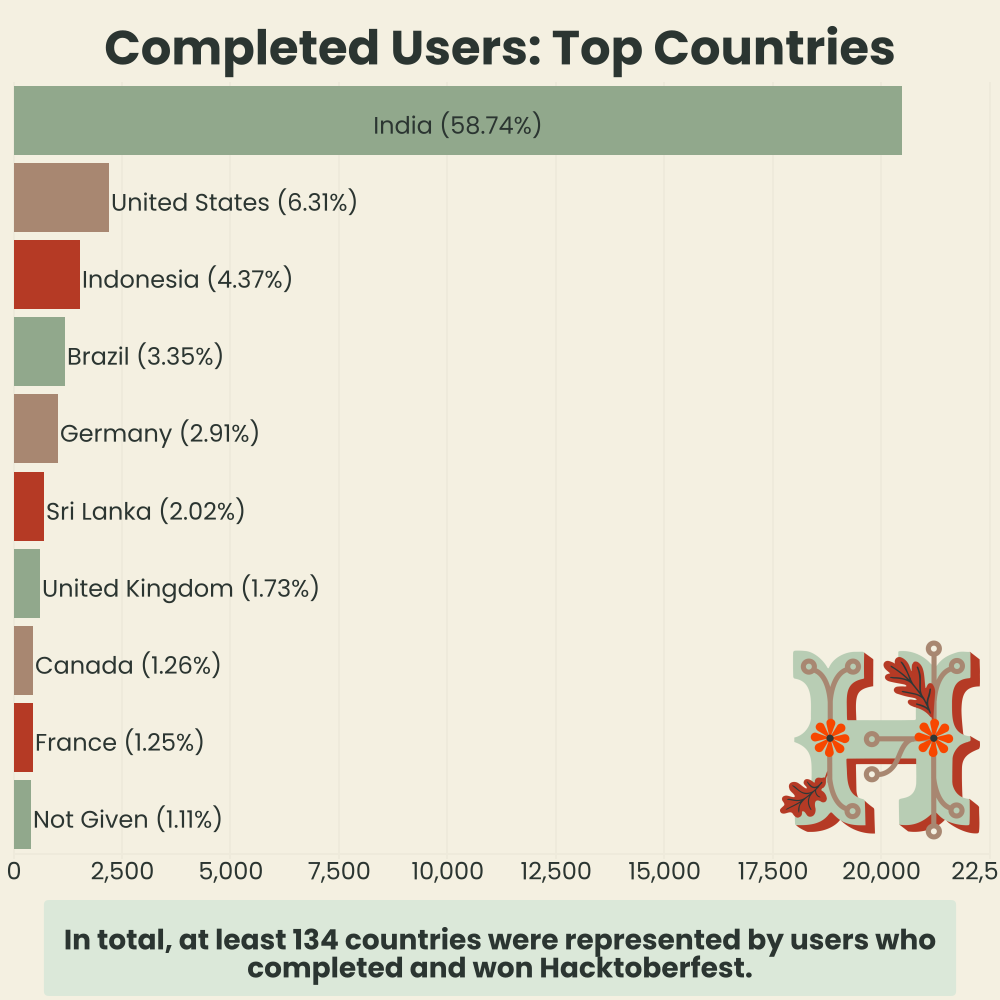 Completed Users: Top Countries
India (58.74%)
United States (6.31%)
Indonesia (4.37%)
Brazil (3.35%)
Germany (2.91%)
Sri Lanka (2.02%)
United Kingdom (1.73%)
Canada (1.26%)
France (1.25%)
Not Given (1.11%)
0 2,500 5,000 7,500 10,000 12,500 15,000 17,500 20,000 22,5
In total, at least 134 countries were represented by users who
completed and won Hacktoberfest.